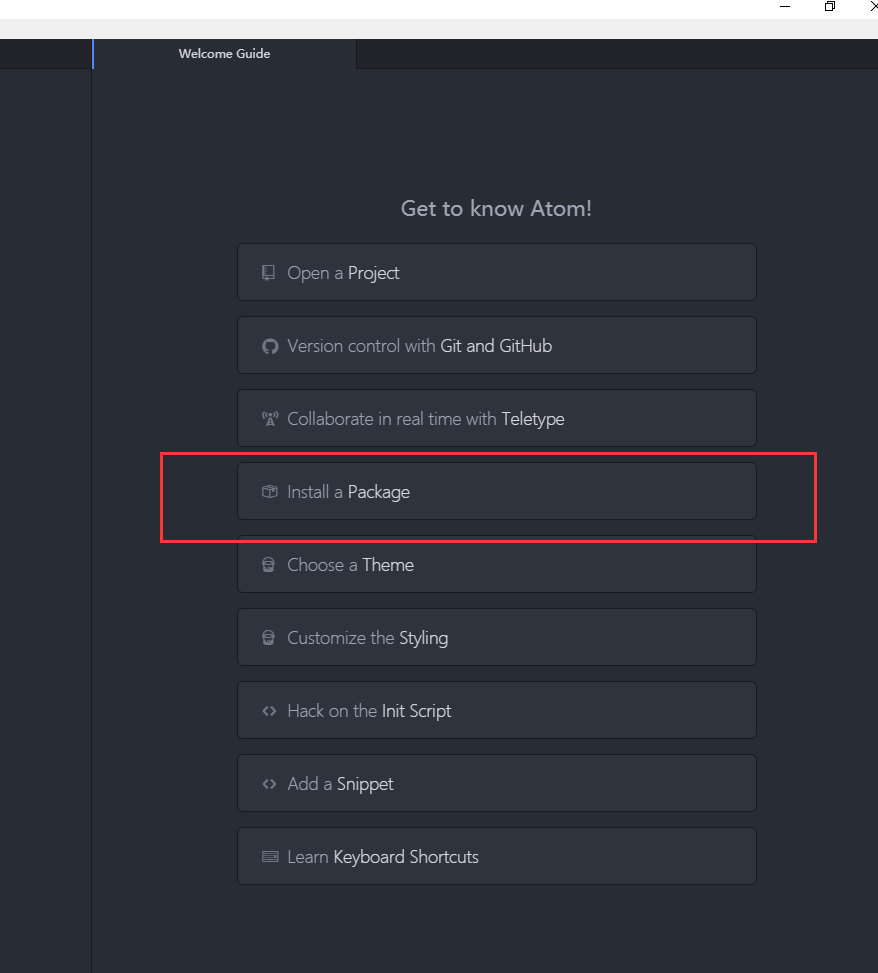 Welcome Guide
Get to know Atom!
Open a Project
Version control with Git and GitHub
Collaborate in real time with Teletype
Install a Package
Choose a Theme
Customize the Styling
Hack on the Init Script
Add a Snippet
Learn Keyboard Shortcuts